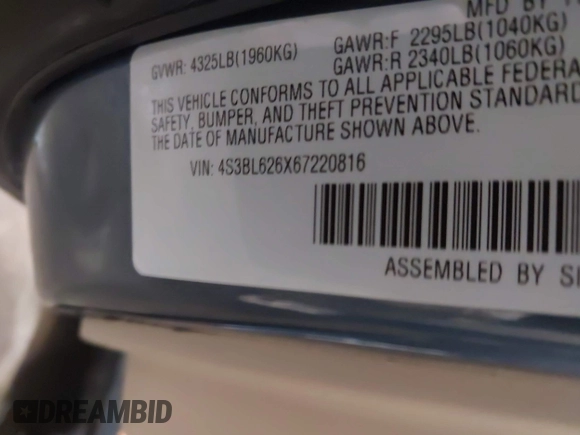 MFD BY
GVWR: 4325LB(1960KG) GAWR:F 2295LB(1040KG)
GAWR:R 2340LB(1060KG)
THIS VEHICLE CONFORMS TO ALL APPLICABLE FEDERA
SAFETY, BUMPER, AND THEFT PREVENTION STANDARD
THE DATE OF MANUFACTURE SHOWN ABOVE.
VIN: 4S3BL626X67220816
ASSEMBLED BY
DREAMBID